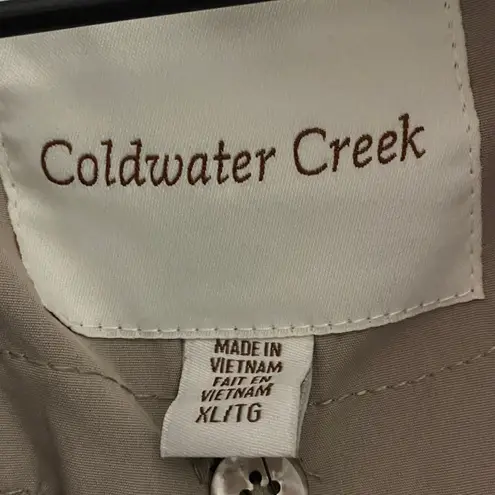 Coldwater Creek
MADE IN
VIETNAM
FAIT EN
VIETNAM
XL/TG